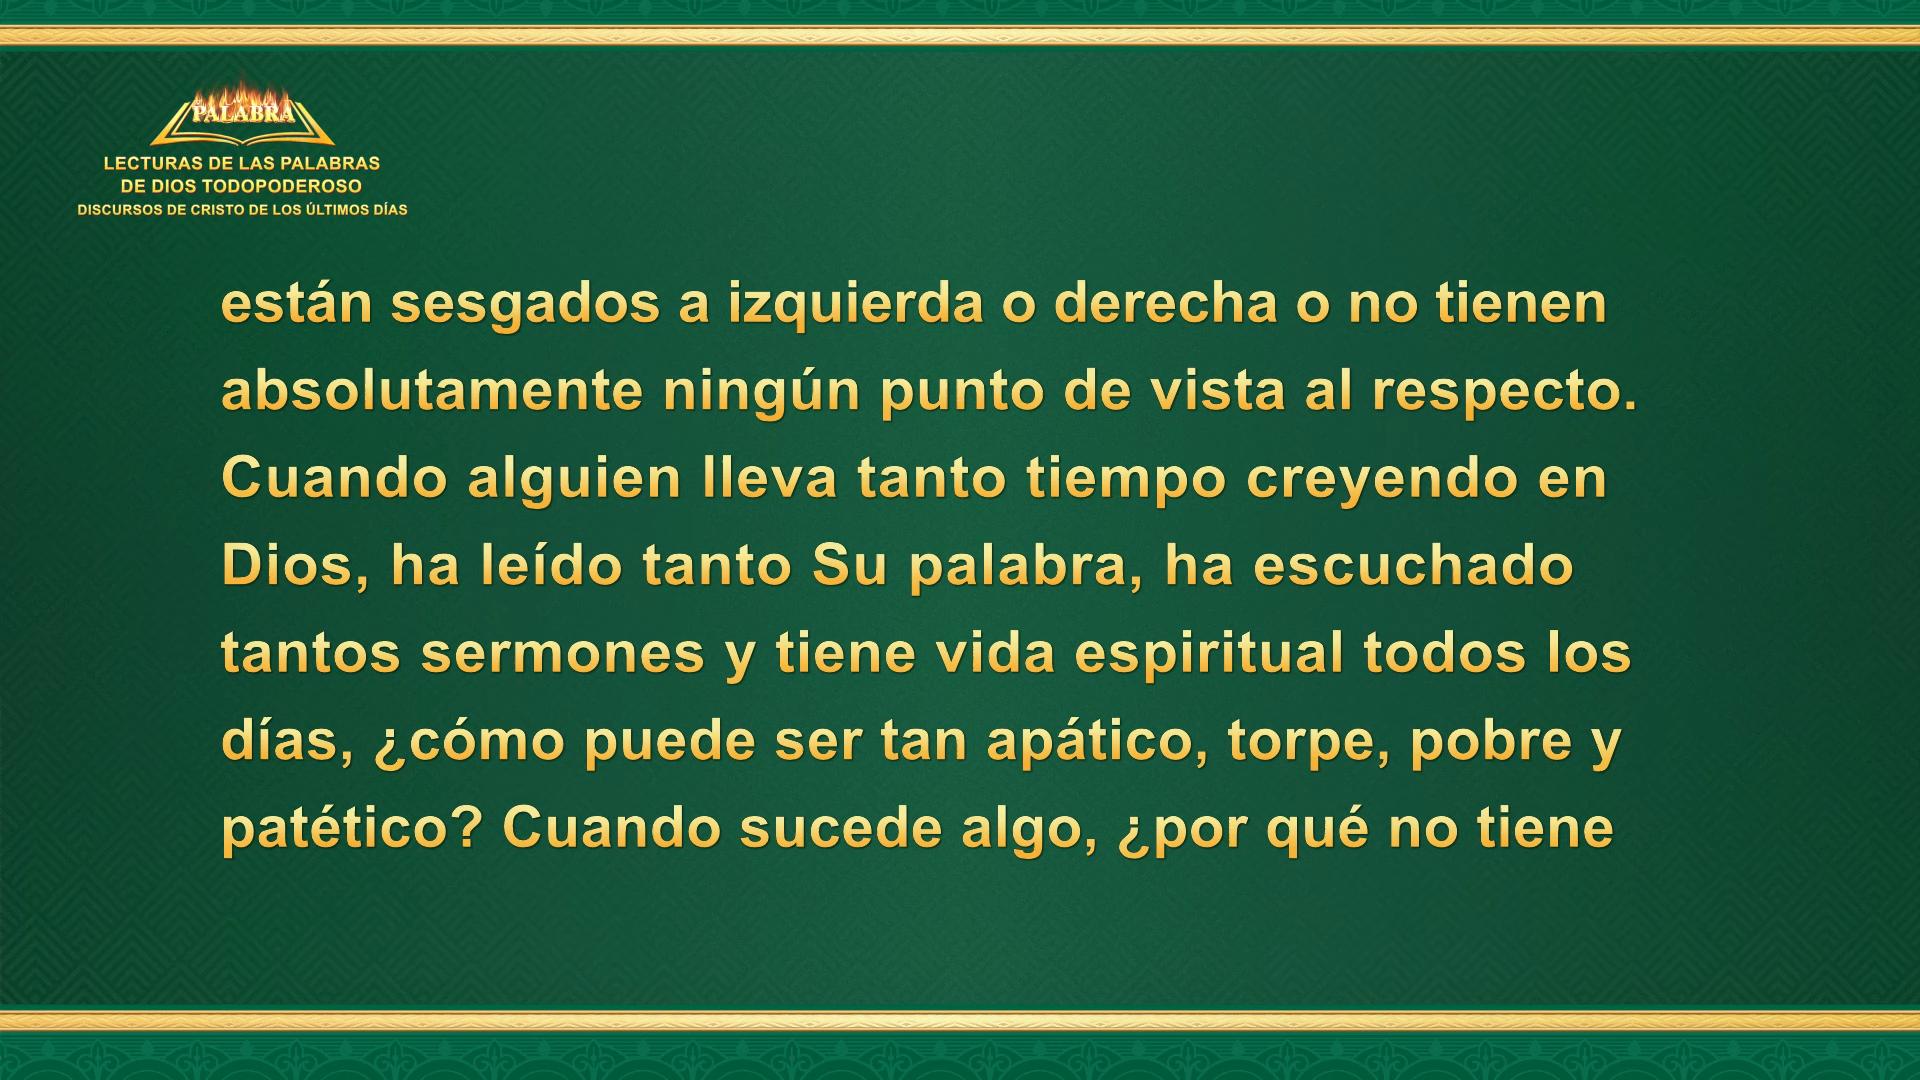 PALABRA
LECTURAS DE LAS PALABRAS
DE DIOS TODOPODEROSO
DISCURSOS DE CRISTO DE LOS ÚLTIMOS DÍAS
están sesgados a izquierda o derecha o no tienen
absolutamente ningún punto de vista al respecto.
Cuando alguien lleva tanto tiempo creyendo en
Dios, ha leído tanto Su palabra, ha escuchado
tantos sermones y tiene vida espiritual todos los
días, ¿cómo puede ser tan apático, torpe, pobre y
patético? Cuando sucede algo, ¿por qué no tiene